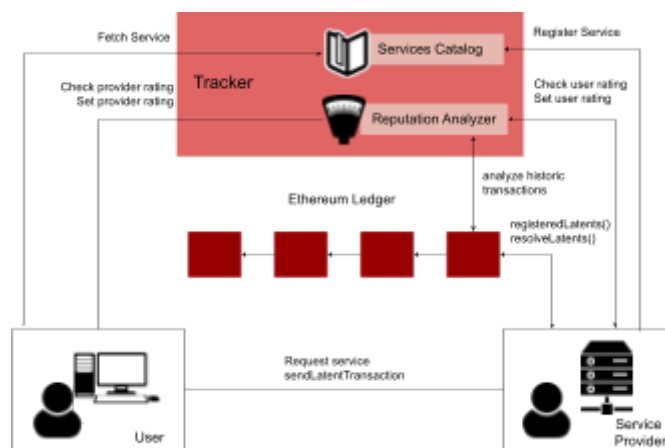 Fetch Service
Services Catalog
Register Service
Tracker
Check provider rating
Set provider rating
Check user rating
Set user rating
Reputation Analyzer
analyze historic
transactions
Ethereum Ledger
registeredLatents()
resolveLatents()
Request service
sendLatentTransaction
User
Service
Provider